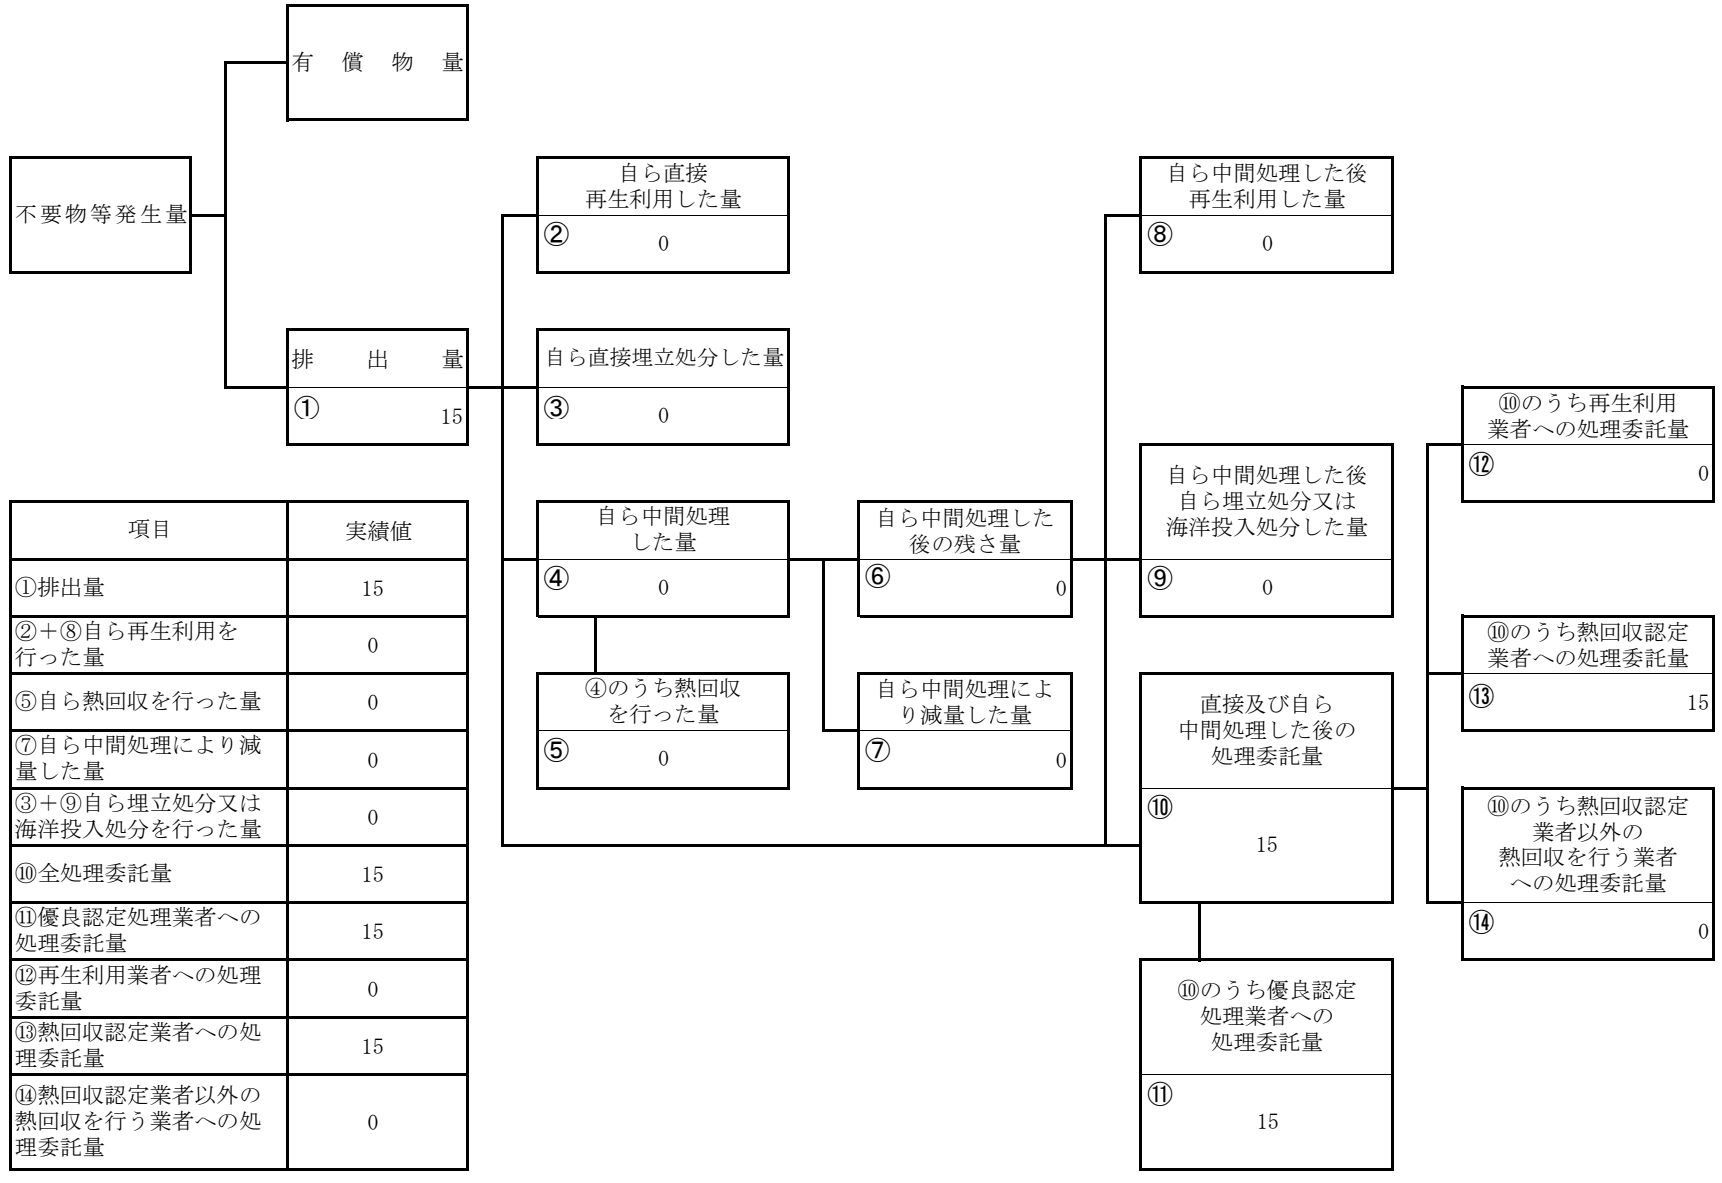 有償物量
不要物等発生量
自ら直接
再生利用した量
② 0
自ら中間処理した後
再生利用した量
⑧ 0
排出量
① 15
自ら直接埋立処分した量
③ 0
⑩のうち再生利用
業者への処理委託量
⑫ 0
自ら中間処理した後
自ら埋立処分又は
海洋投入処分した量
⑨ 0
自ら中間処理
した量
④ 0
自ら中間処理した
後の残さ量
⑥ 0
⑩のうち熱回収認定
業者への処理委託量
⑬ 15
④のうち熱回収
を行った量
⑤ 0
自ら中間処理によ
り減量した量
⑦ 0
直接及び自ら
中間処理した後の
処理委託量
⑩
15
⑩のうち熱回収認定
業者以外の
熱回収を行う業者
への処理委託量
⑭ 0
⑩のうち優良認定
処理業者への
処理委託量
⑪
15
項目 実績値
①排出量 15
②＋⑧自ら再生利用を
行った量
0
⑤自ら熱回収を行った量 0
⑦自ら中間処理により減
量した量
0
③＋⑨自ら埋立処分又は
海洋投入処分を行った量
0
⑩全処理委託量 15
⑪優良認定処理業者への
処理委託量
15
⑫再生利用業者への処理
委託量
0
⑬熱回収認定業者への処
理委託量
15
⑭熱回収認定業者以外の
熱回収を行う業者への処
理委託量
0